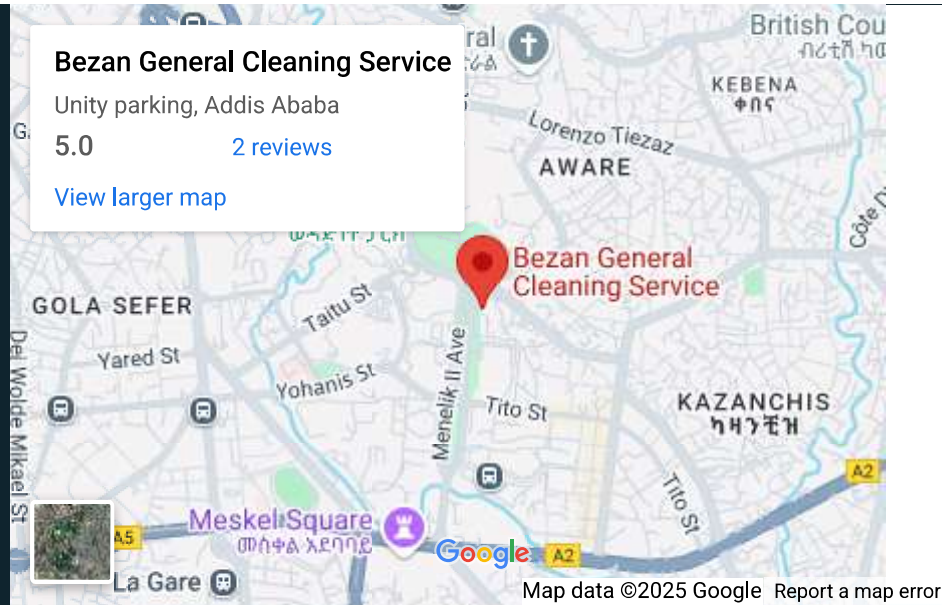 Bezan General Cleaning Service
Unity parking, Addis Ababa
5.0
2 reviews
View larger map
British Cou
KEBENA
ቀበና
Lorenzo Tiezaz
AWARE
Côte D
Bezan General
Cleaning Service
GOLA SEFER
Taitu St
Yared St
Yohanis St
Menelik II Ave
Tito St
KAZANCHIS
ካዛንቺዝ
Del Wolde Mikael St
A2
Tito St
Meskel Square
መስቀል አደባባይ
A5
Google
A2
La Gare
Map data ©2025 Google
Report a map error